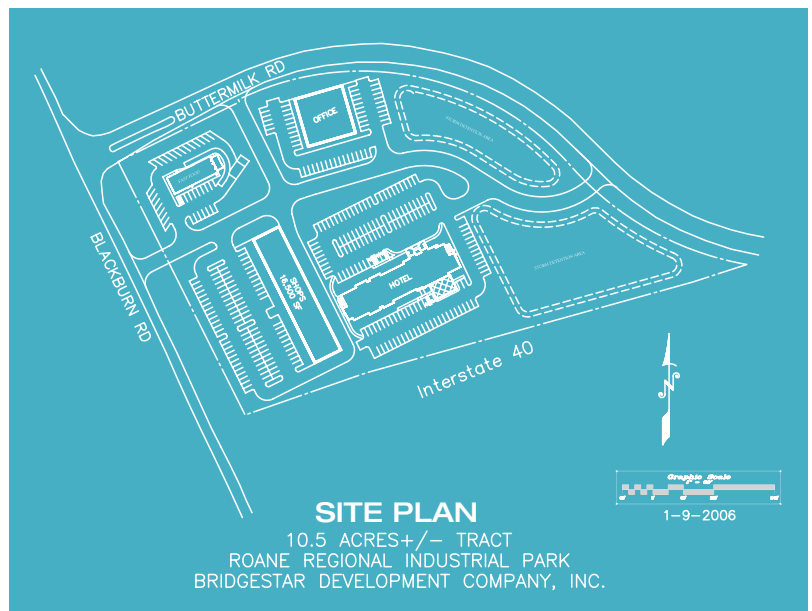 BUTTERMILK RD
OFFICE
BLACKBURN RD
SHOPS
16,500 SF
HOTEL
Interstate 40
N
Graphic Scale
1-9-2006
SITE PLAN
10.5 ACRES+/- TRACT
ROANE REGIONAL INDUSTRIAL PARK
BRIDGESTAR DEVELOPMENT COMPANY, INC.